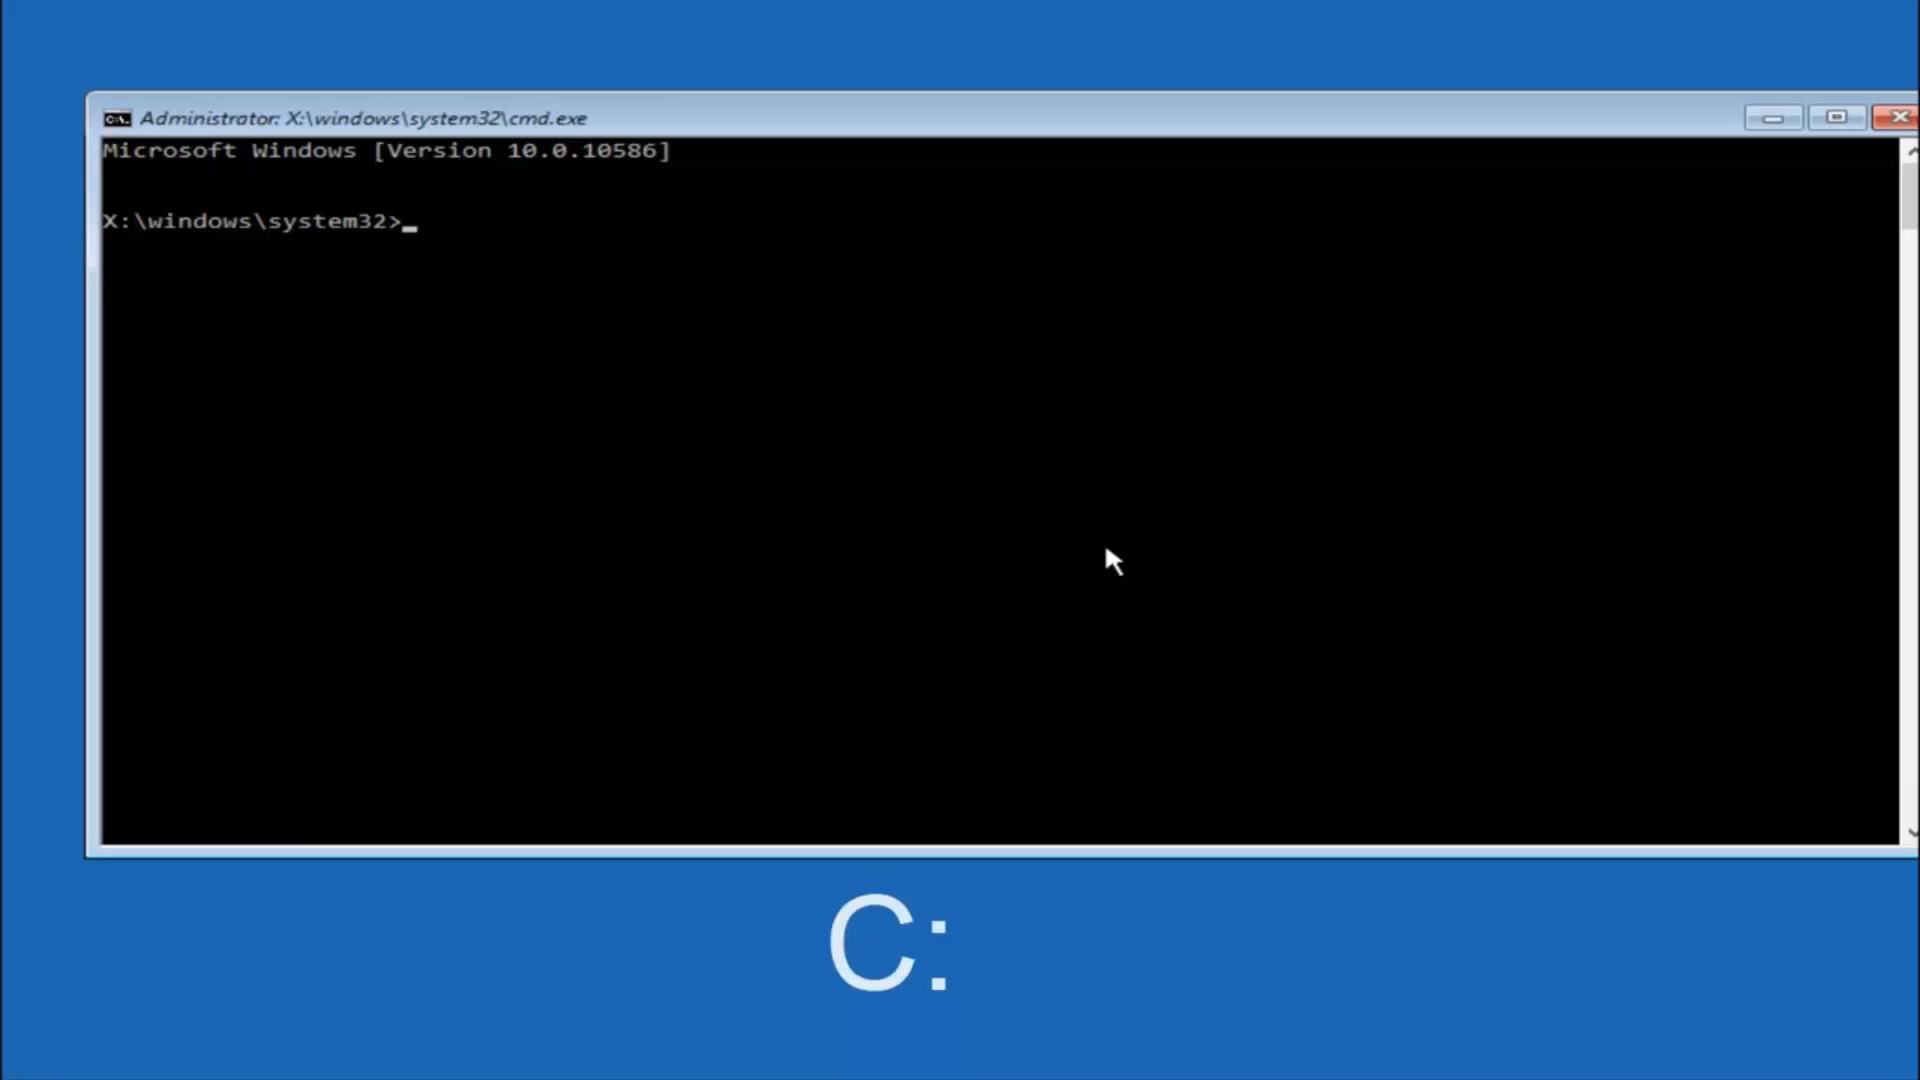 Administrator: X:\windows\system32\cmd.exe
Microsoft Windows [Version 10.0.10586]
X:\windows\system32>
C: